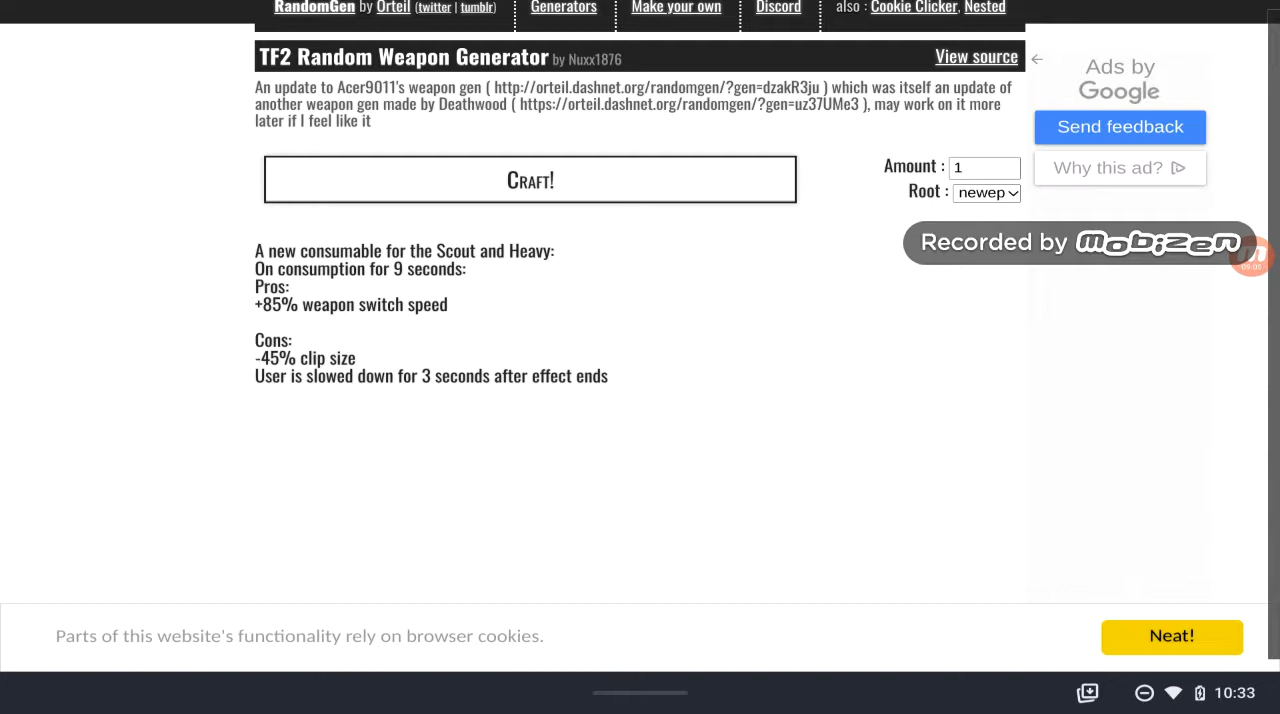 RandomGen by Orteil (twitter | tumblr) Generators Make your own Discord also : Cookie Clicker, Nested
TF2 Random Weapon Generator by Nuxx1876 View source
An update to Acer9011's weapon gen ( http://orteil.dashnet.org/randomgen/?gen=dzakR3ju ) which was itself an update of
another weapon gen made by Deathwood ( https://orteil.dashnet.org/randomgen/?gen=uz37UMe3 ), may work on it more
later if I feel like it
Ads by
Google
Send feedback
Why this ad?
Craft!
Amount : 1
Root : newep
Recorded by mobizen
09:00
A new consumable for the Scout and Heavy:
On consumption for 9 seconds:
Pros:
+85% weapon switch speed
Cons:
-45% clip size
User is slowed down for 3 seconds after effect ends
Parts of this website's functionality rely on browser cookies.
Neat!
10:33